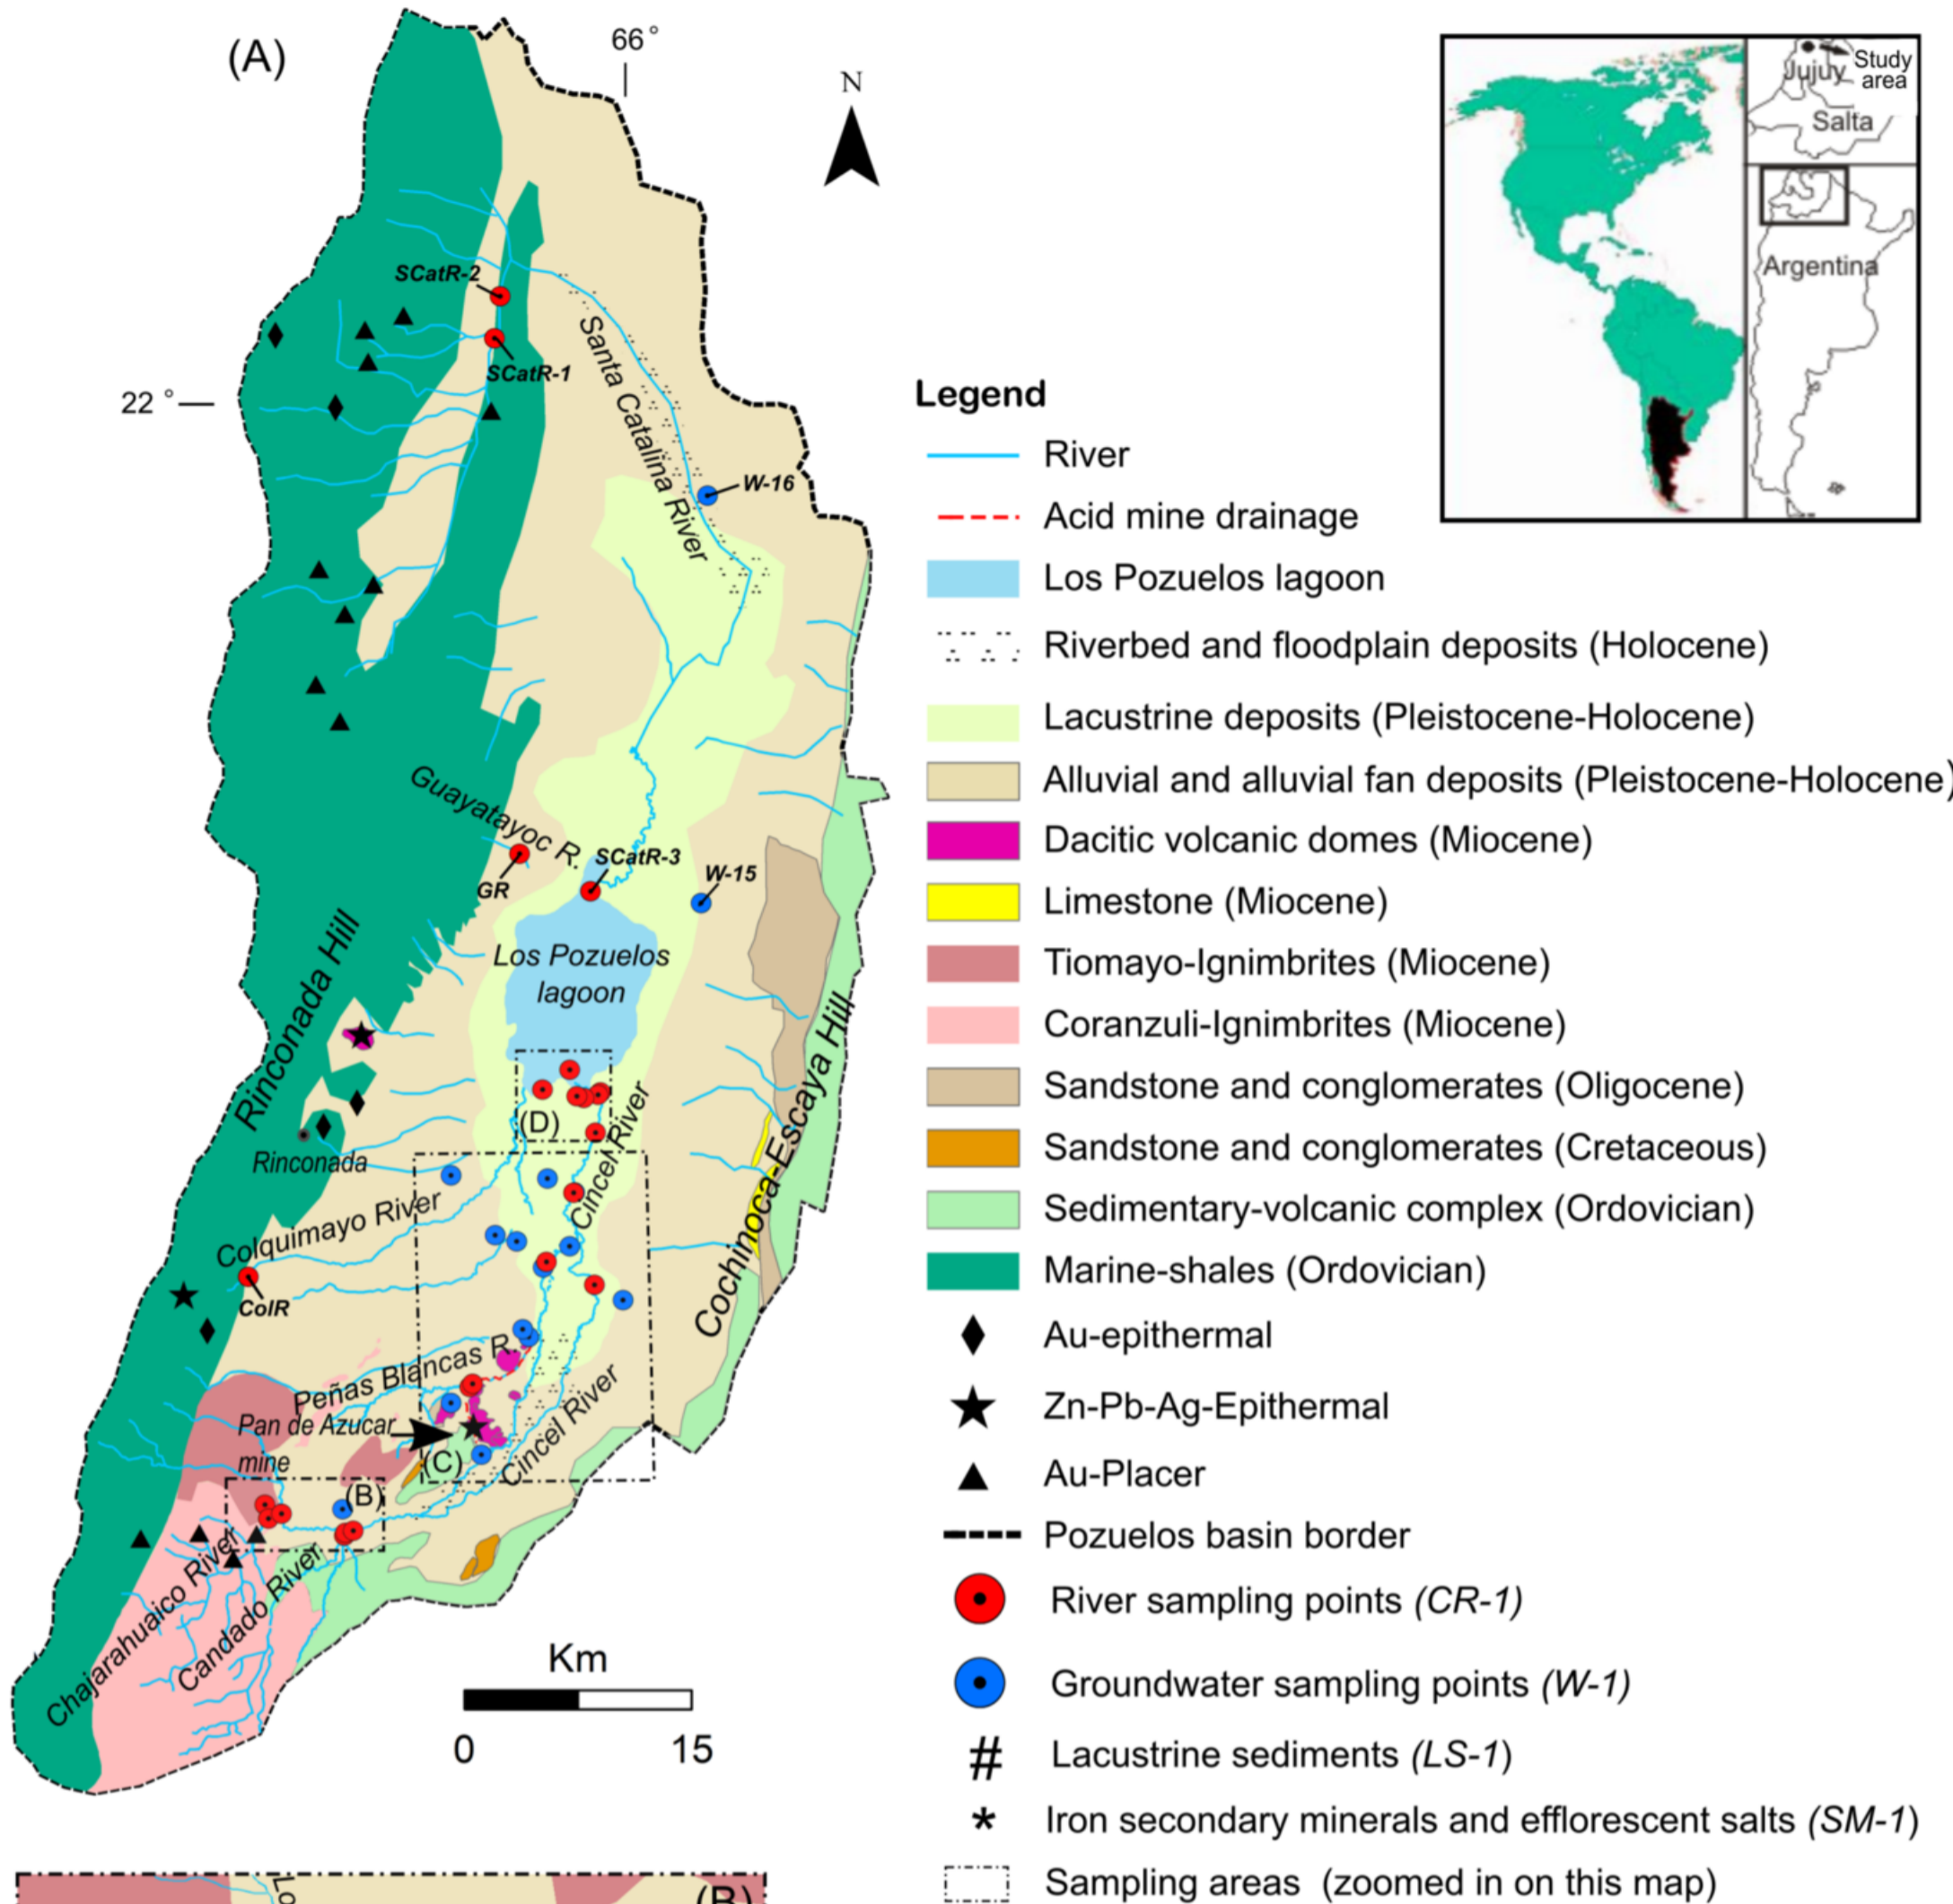 (A)
66°
N
22°
SCatR-2
SCatR-1
Santa Catalina River
W-16
Guayatayoc R.
SCatR-3
GR
W-15
Los Pozuelos
lagoon
Rinconada Hill
(D)
Cincel River
Rinconada
Colquimayo River
ColR
Cochinoca-Escaya Hill
Peñas Blancas R.
Pan de Azucar
mine
(C)
Cincel River
(B)
Chajarahuaico River
Candado River
Km
0 15
Jujuy
Study
area
Salta
Argentina
Legend
River
Acid mine drainage
Los Pozuelos lagoon
Riverbed and floodplain deposits (Holocene)
Lacustrine deposits (Pleistocene-Holocene)
Alluvial and alluvial fan deposits (Pleistocene-Holocene)
Dacitic volcanic domes (Miocene)
Limestone (Miocene)
Tiomayo-Ignimbrites (Miocene)
Coranzuli-Ignimbrites (Miocene)
Sandstone and conglomerates (Oligocene)
Sandstone and conglomerates (Cretaceous)
Sedimentary-volcanic complex (Ordovician)
Marine-shales (Ordovician)
Au-epithermal
Zn-Pb-Ag-Epithermal
Au-Placer
Pozuelos basin border
River sampling points (CR-1)
Groundwater sampling points (W-1)
# Lacustrine sediments (LS-1)
* Iron secondary minerals and efflorescent salts (SM-1)
Sampling areas (zoomed in on this map)
(B)